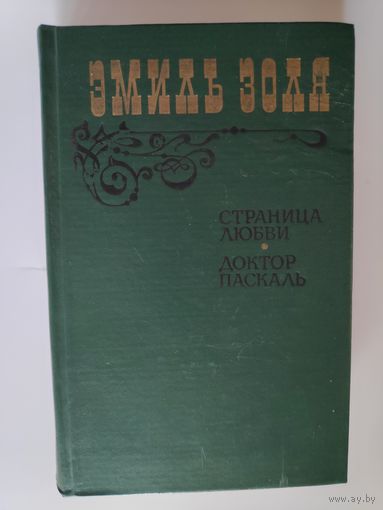 ЭМИЛЬ ЗОЛЯ
СТРАНИЦА
ЛЮБВИ
•
ДОКТОР
ПАСКАЛЬ
www.ay.by